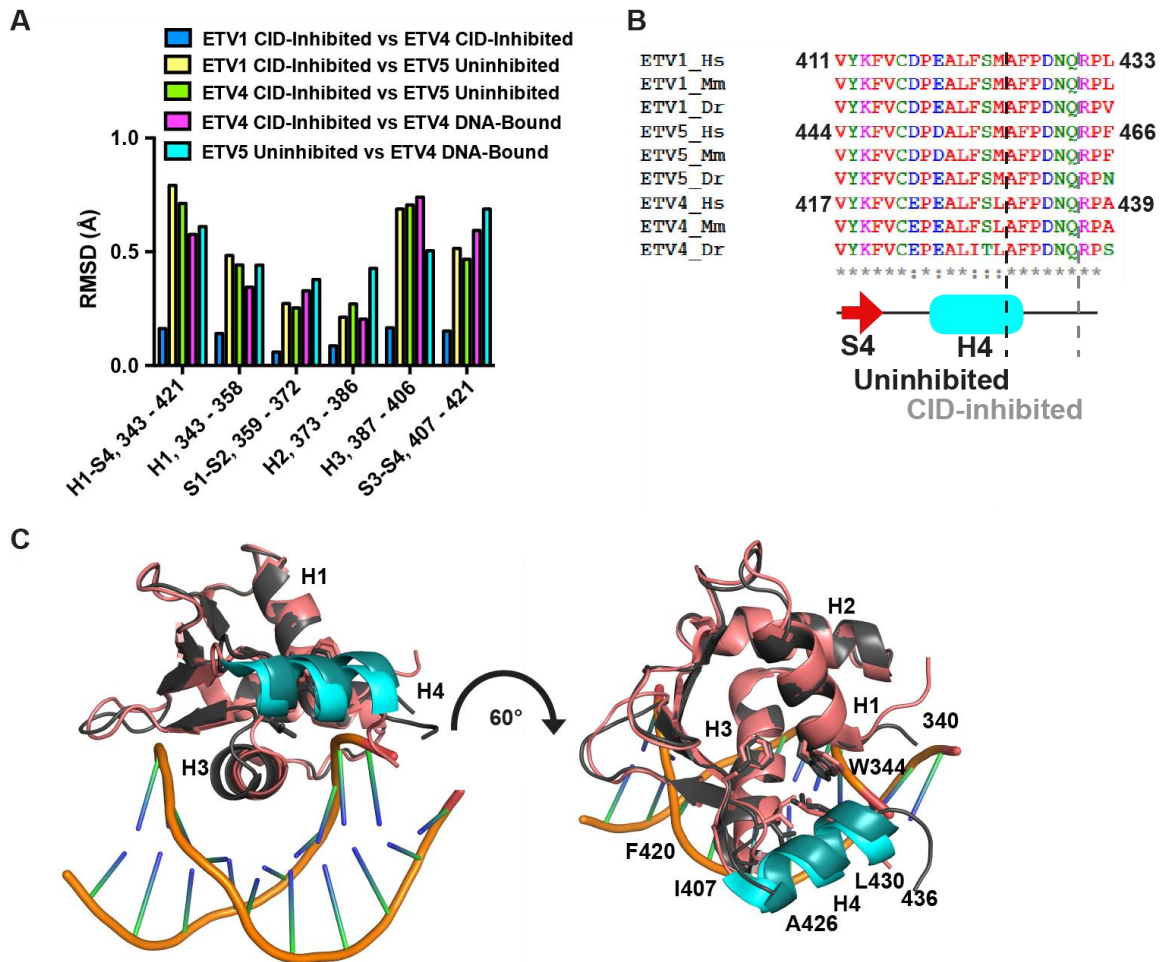 A
ETV1 CID-Inhibited vs ETV4 CID-Inhibited
ETV1 CID-Inhibited vs ETV5 Uninhibited
ETV4 CID-Inhibited vs ETV5 Uninhibited
ETV4 CID-Inhibited vs ETV4 DNA-Bound
ETV5 Uninhibited vs ETV4 DNA-Bound
RMSD (Å)
1.0
0.5
0.0
H1-S4, 343 - 421
H1, 343 - 358
S1-S2, 359 - 372
H2, 373 - 386
H3, 387 - 406
S3-S4, 407 - 421
B
ETV1_Hs 411 VYKFVCDPEALFSMAFPDNQRPL 433
ETV1_Mm VYKFVCDPEALFSMAFPDNQRPL
ETV1_Dr VYKFVCDPEALFSMAFPDNQRPV
ETV5_Hs 444 VYKFVCDPDALFSMAFPDNQRPF 466
ETV5_Mm VYKFVCDPDALFSMAFPDNQRPF
ETV5_Dr VYKFVCDPEALFSMAFPDNQRPN
ETV4_Hs 417 VYKFVCEPEALFSLAFPDNQRPA 439
ETV4_Mm VYKFVCEPEALFSLAFPDNQRPA
ETV4_Dr VYKFVCEPEALITLAFPDNQRPS
******:*:**:::********
S4
H4
Uninhibited
CID-inhibited
C
H1
H4
H3
60°
H2
H1
H3
340
W344
F420
I407
L430
H4
436
A426